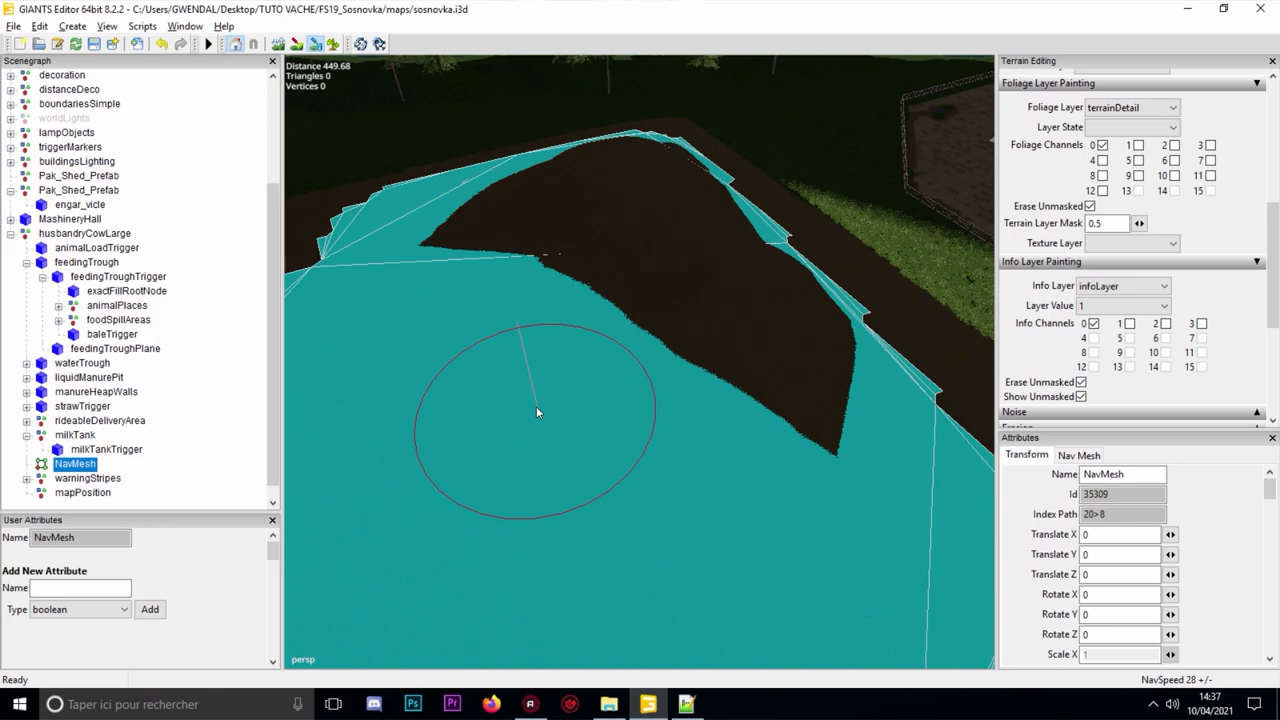 GIANTS Editor 64bit 8.2.2 - C:/Users/GWENDAL/Desktop/TUTO VACHE/FS19_Sosnovka/maps/sosnovka.i3d
File Edit Create View Scripts Window Help
Scenegraph
decoration
distanceDeco
boundariesSimple
worldLights
lampObjects
triggerMarkers
buildingsLighting
Pak_Shed_Prefab
Pak_Shed_Prefab
engar_vicle
MashineryHall
husbandryCowLarge
animalLoadTrigger
feedingTrough
feedingTroughTrigger
exactFillRootNode
animalPlaces
foodSpillAreas
baleTrigger
feedingTroughPlane
waterTrough
liquidManurePit
manureHeapWalls
strawTrigger
rideableDeliveryArea
milkTank
milkTankTrigger
NavMesh
warningStripes
mapPosition
User Attributes
Name NavMesh
Add New Attribute
Name
Type boolean Add
Distance 449.68
Triangles 0
Vertices 0
persp
Terrain Editing
Foliage Layer Painting
Foliage Layer terrainDetail
Layer State
Foliage Channels 0 1 2 3
4 5 6 7
8 9 10 11
12 13 14 15
Erase Unmasked
Terrain Layer Mask 0.5
Texture Layer
Info Layer Painting
Info Layer infoLayer
Layer Value 1
Info Channels 0 1 2 3
4 5 6 7
8 9 10 11
12 13 14 15
Erase Unmasked
Show Unmasked
Noise
Attributes
Transform Nav Mesh
Name NavMesh
Id 35309
Index Path 20>8
Translate X 0
Translate Y 0
Translate Z 0
Rotate X 0
Rotate Y 0
Rotate Z 0
Scale X 1
Ready
NavSpeed 28 +/-
Taper ici pour rechercher
14:37
10/04/2021